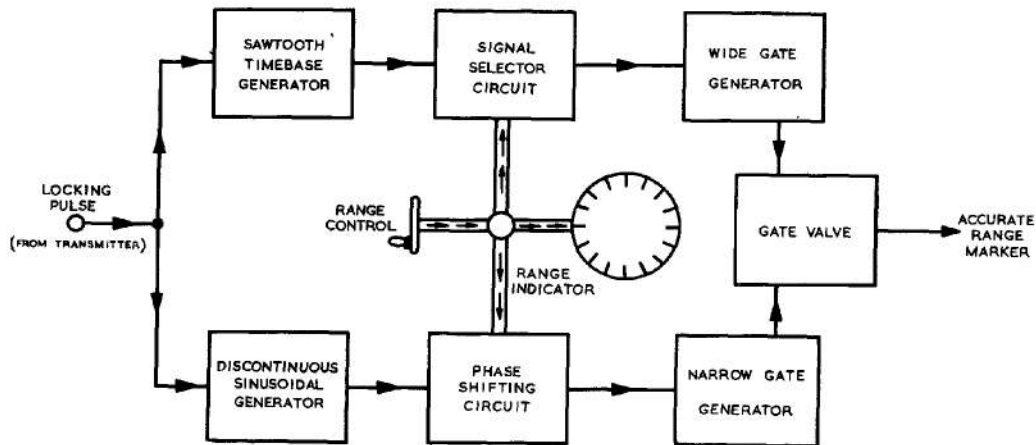 SAWTOOTH
TIMEBASE
GENERATOR
SIGNAL
SELECTOR
CIRCUIT
WIDE GATE
GENERATOR
LOCKING
PULSE
(FROM TRANSMITTER)
RANGE
CONTROL
RANGE
INDICATOR
GATE VALVE
ACCURATE
RANGE
MARKER
DISCONTINUOUS
SINUSOIDAL
GENERATOR
PHASE
SHIFTING
CIRCUIT
NARROW GATE
GENERATOR